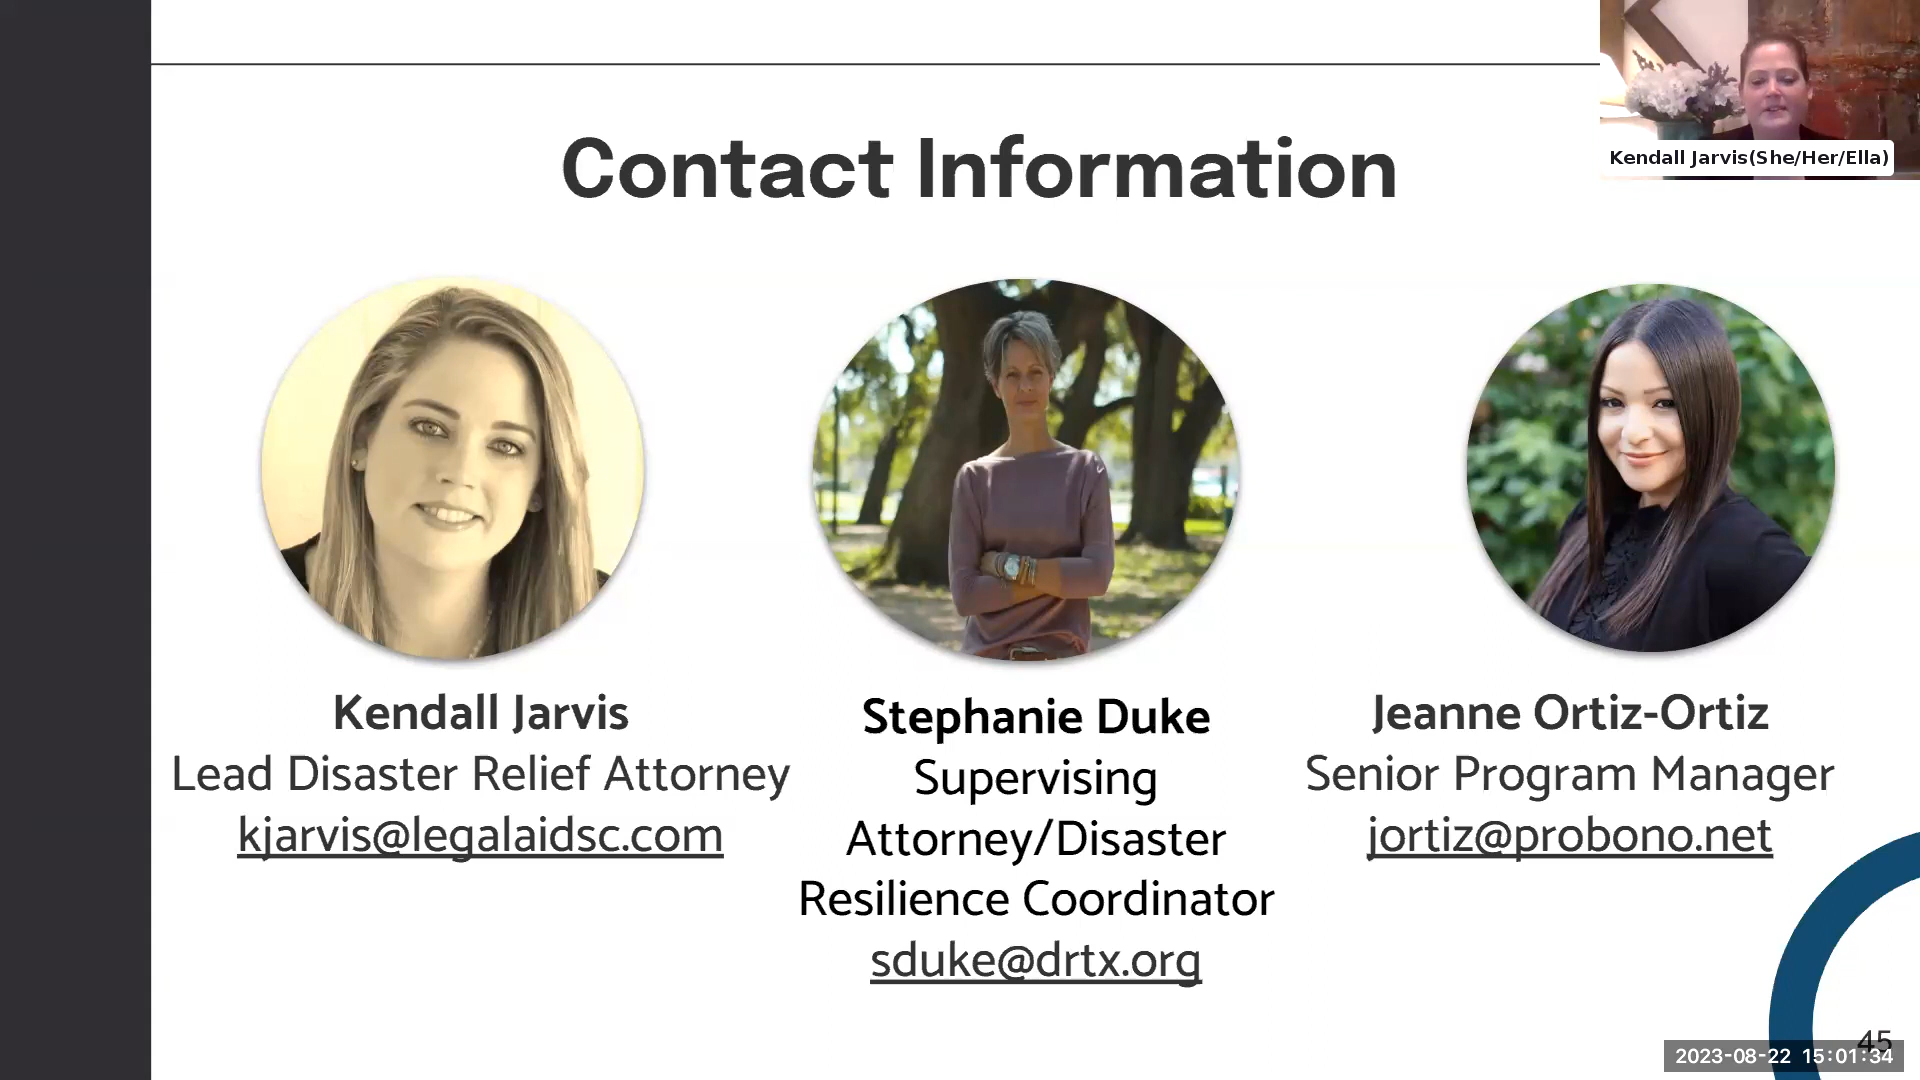 Contact Information
Kendall Jarvis(She/Her/Ella)
Kendall Jarvis
Lead Disaster Relief Attorney
kjarvis@legalaidsc.com
Stephanie Duke
Supervising
Attorney/Disaster
Resilience Coordinator
sduke@drtx.org
Jeanne Ortiz-Ortiz
Senior Program Manager
jortiz@probono.net
45
2023-08-22 15:01:34